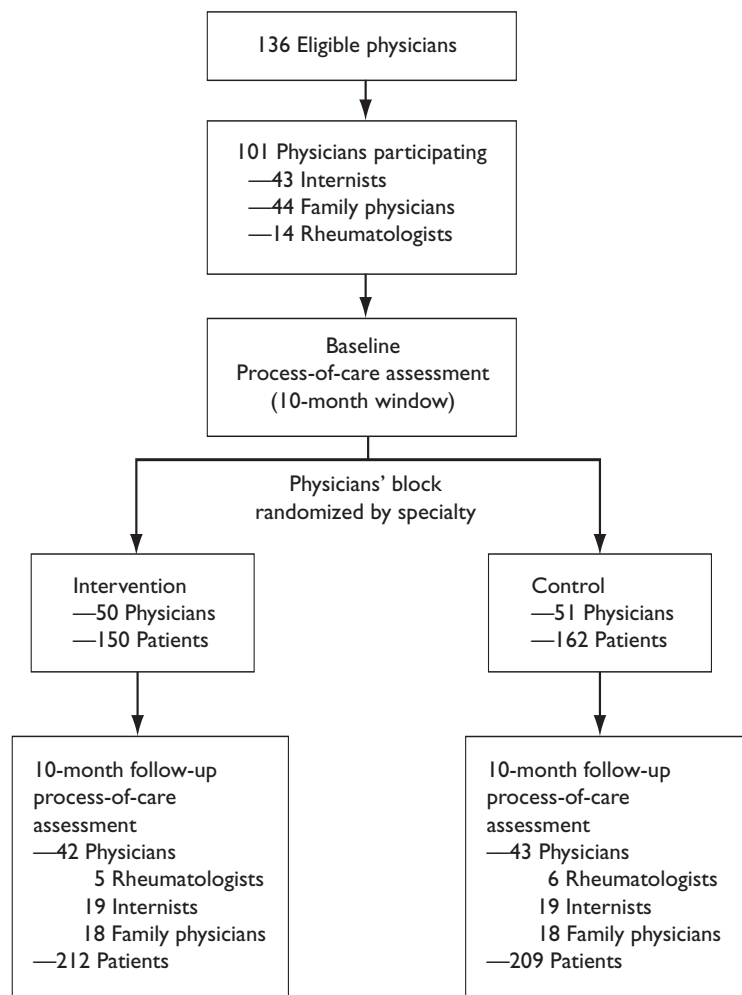 136 Eligible physicians
101 Physicians participating
—43 Internists
—44 Family physicians
—14 Rheumatologists
Baseline
Process-of-care assessment
(10-month window)
Physicians’ block
randomized by specialty
Intervention
—50 Physicians
—150 Patients
Control
—51 Physicians
—162 Patients
10-month follow-up
process-of-care
assessment
—42 Physicians
5 Rheumatologists
19 Internists
18 Family physicians
—212 Patients
10-month follow-up
process-of-care
assessment
—43 Physicians
6 Rheumatologists
19 Internists
18 Family physicians
—209 Patients